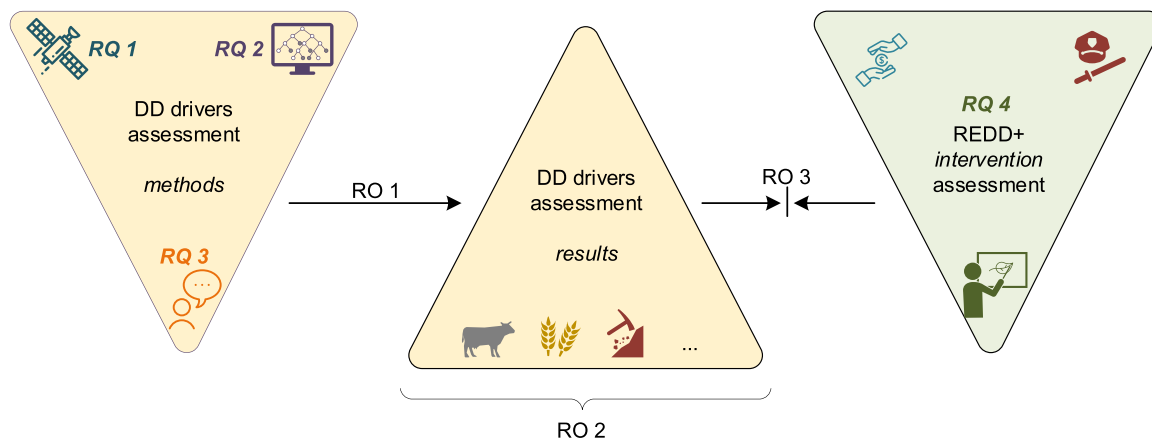 RQ 1
RQ 2
DD drivers
assessment
methods
RQ 3
RO 1
DD drivers
assessment
results
...
RO 2
RO 3
RQ 4
REDD+
intervention
assessment